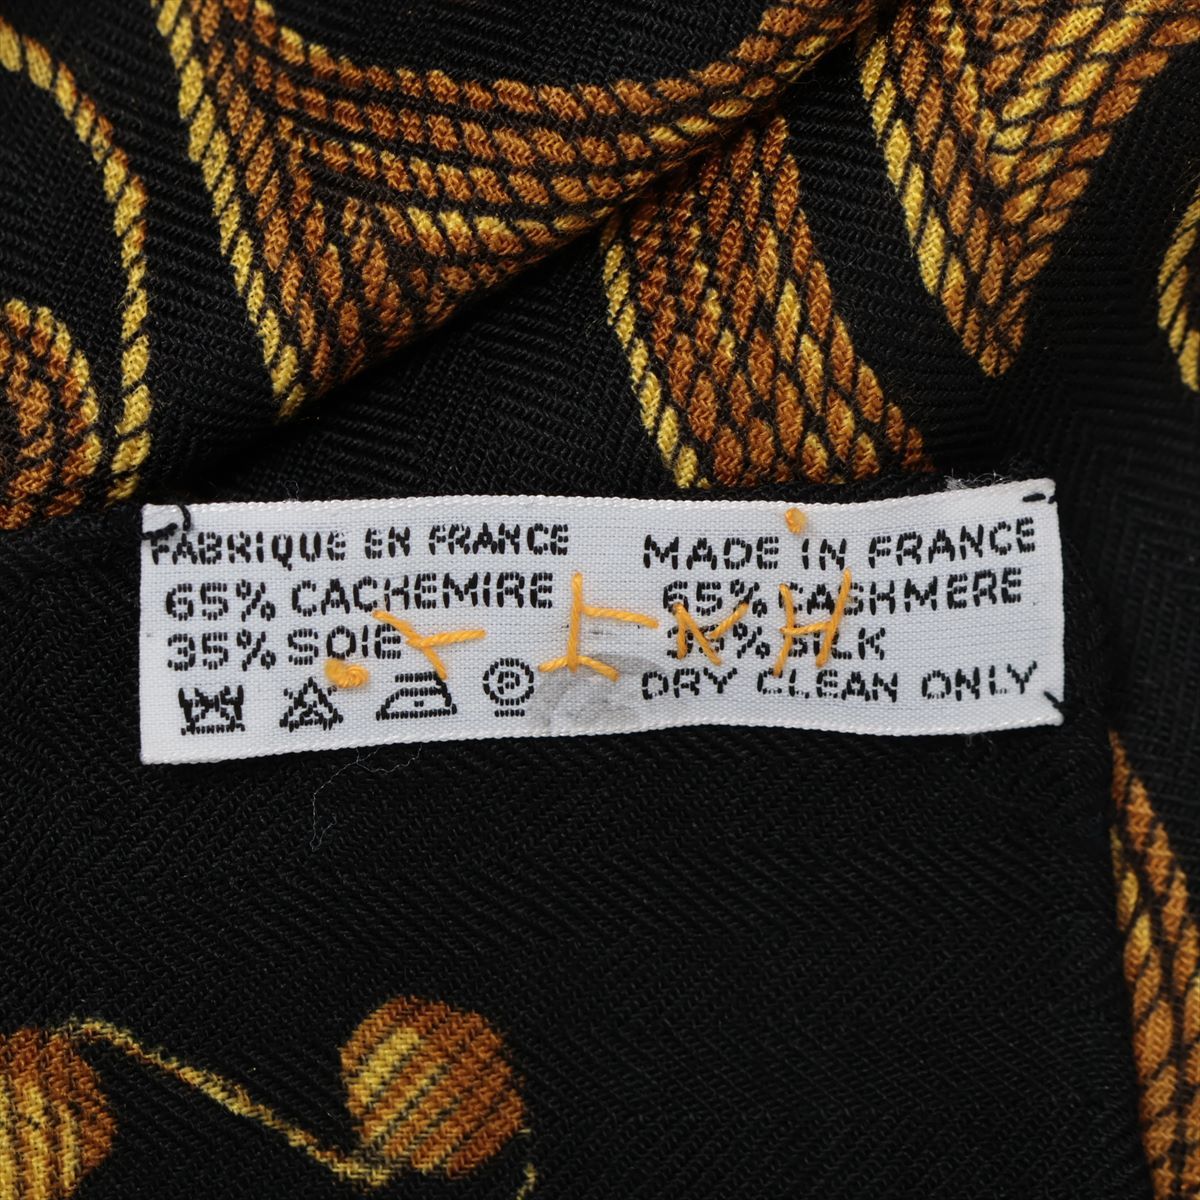 FABRIQUE EN FRANCE
65% CACHEMIRE
35% SOIE
MADE IN FRANCE
65% CASHMERE
35% SILK
DRY CLEAN ONLY